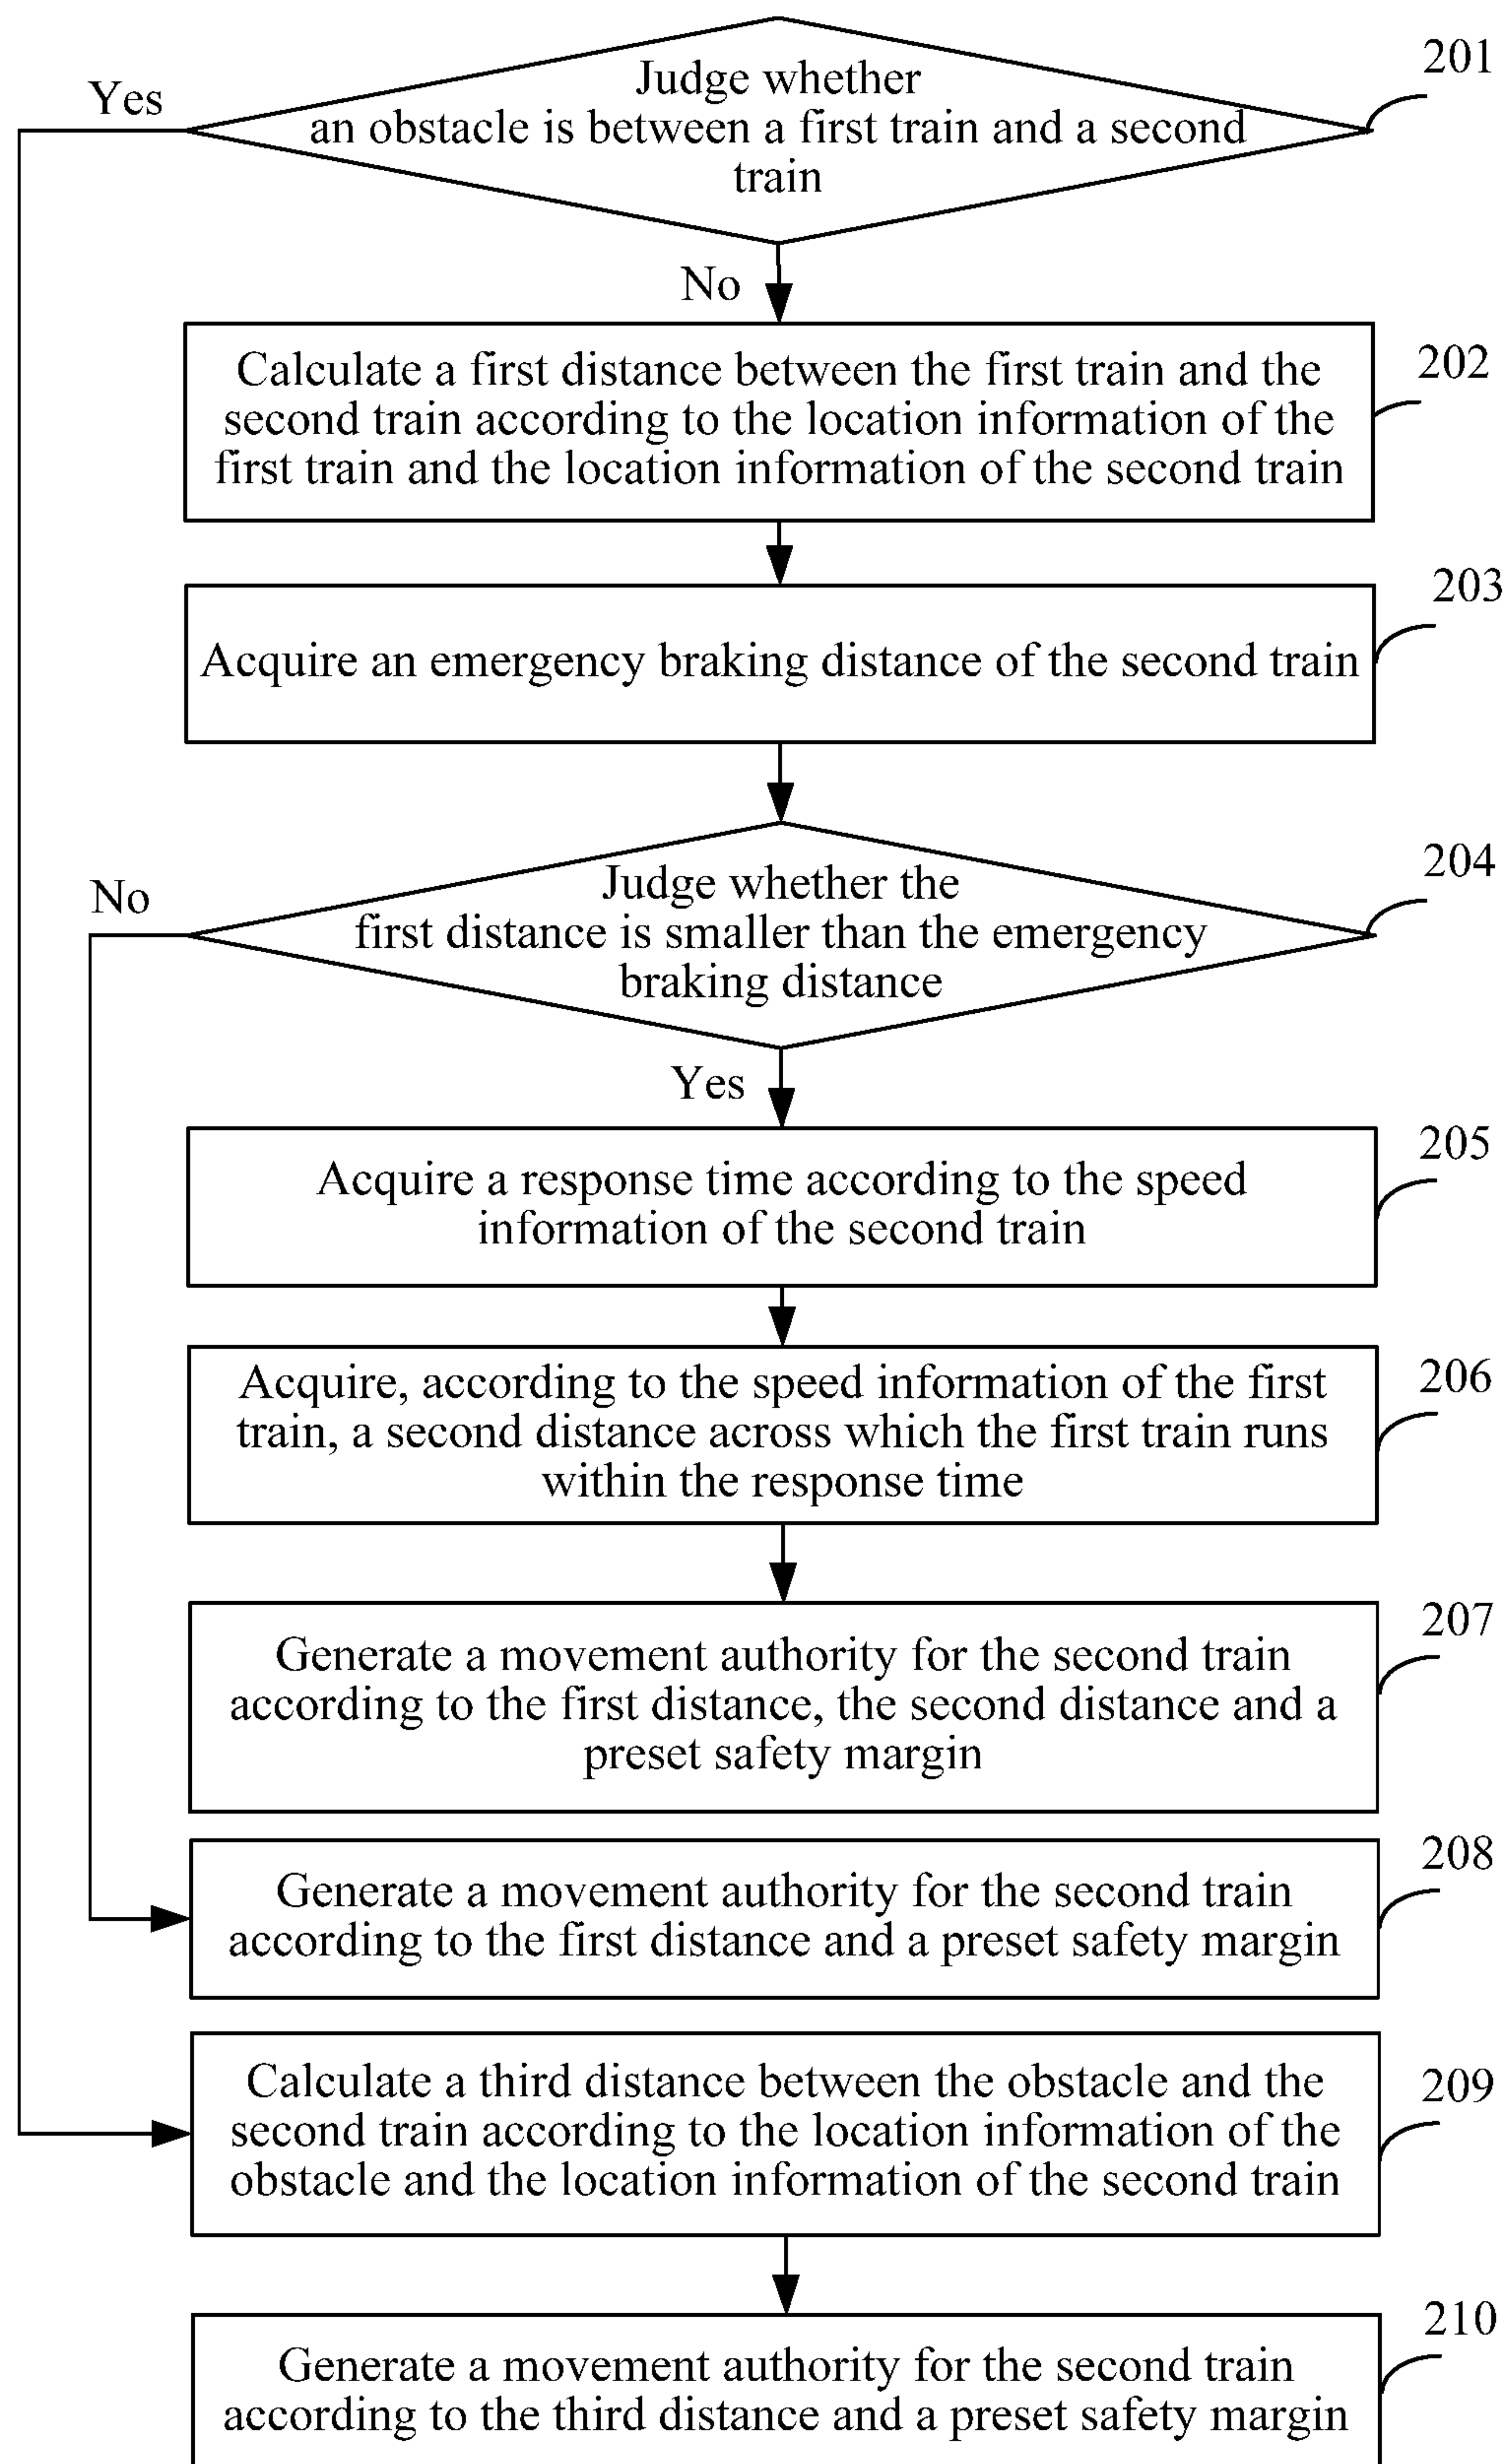 Judge whether
an obstacle is between a first train and a second
train
201
Yes
No
Calculate a first distance between the first train and the
second train according to the location information of the
first train and the location information of the second train
202
Acquire an emergency braking distance of the second train
203
Judge whether the
first distance is smaller than the emergency
braking distance
204
No
Yes
Acquire a response time according to the speed
information of the second train
205
Acquire, according to the speed information of the first
train, a second distance across which the first train runs
within the response time
206
Generate a movement authority for the second train
according to the first distance, the second distance and a
preset safety margin
207
Generate a movement authority for the second train
according to the first distance and a preset safety margin
208
Calculate a third distance between the obstacle and the
second train according to the location information of the
obstacle and the location information of the second train
209
Generate a movement authority for the second train
according to the third distance and a preset safety margin
210